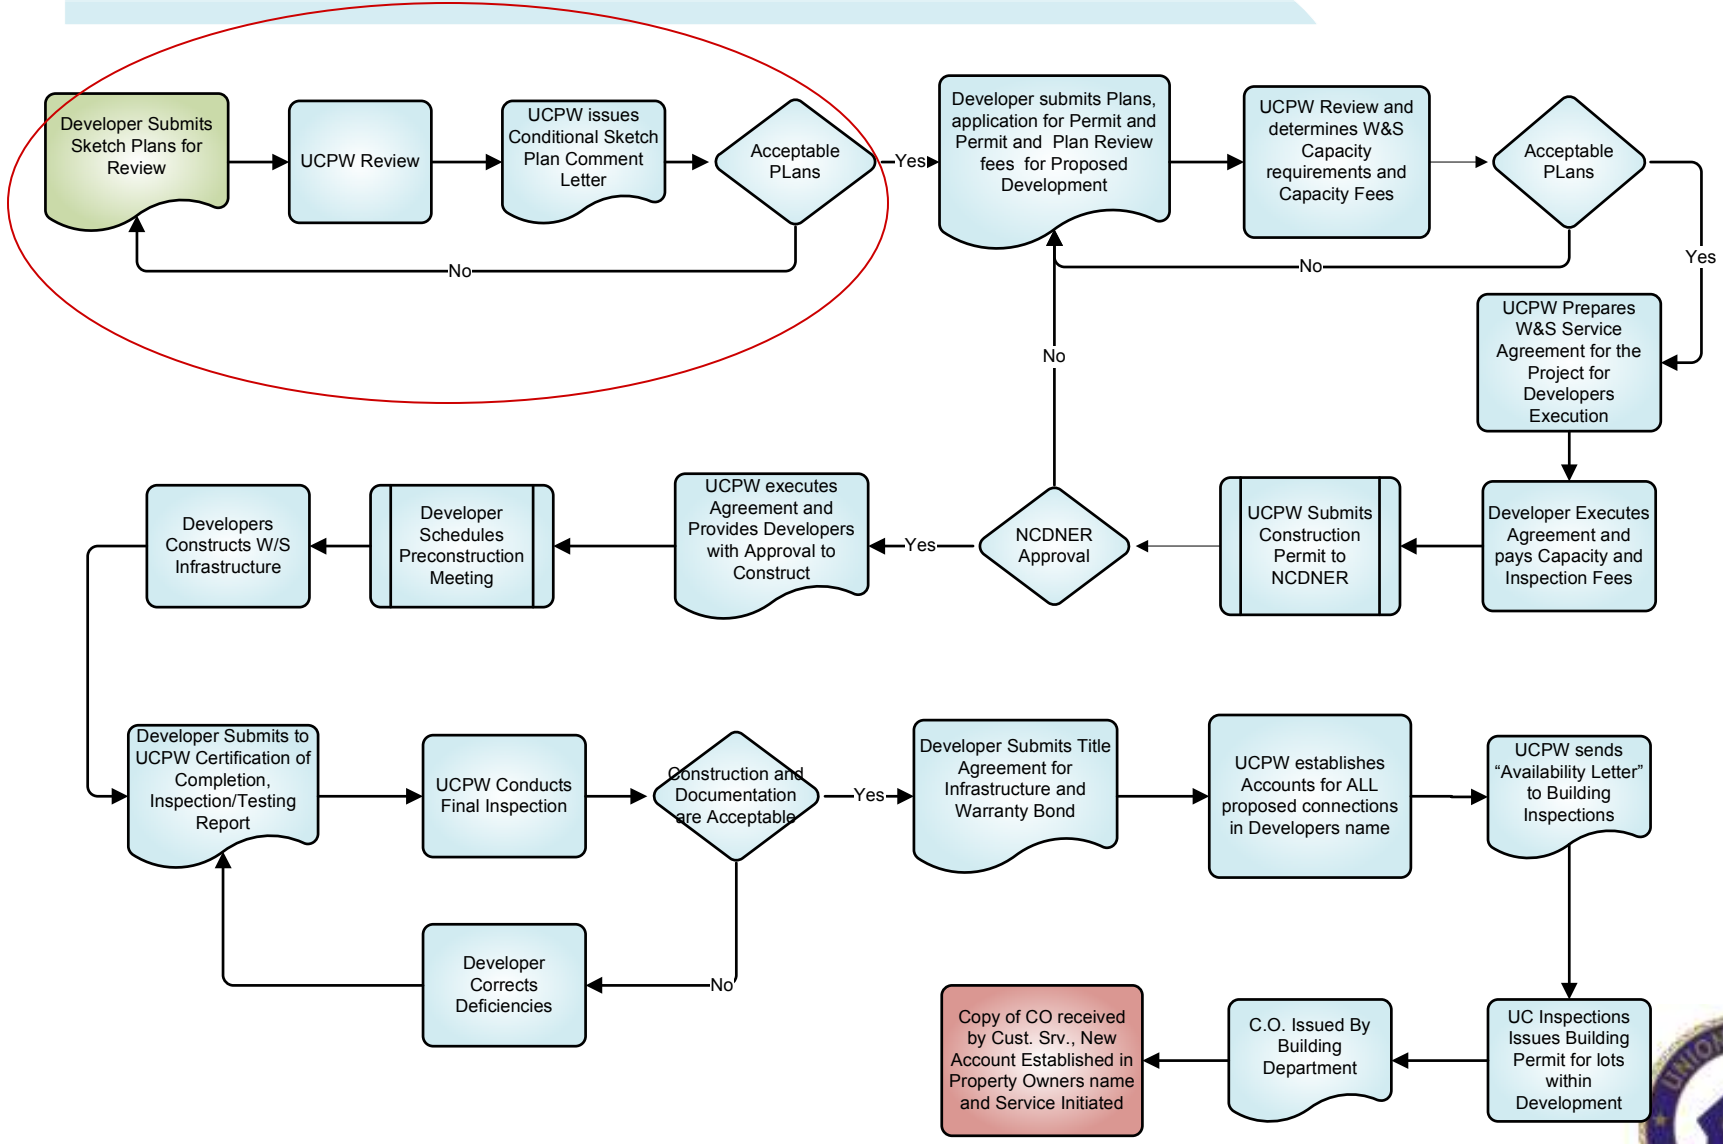 Developer Submits
Sketch Plans for
Review
UCPW Review
UCPW issues
Conditional Sketch
Plan Comment
Letter
Acceptable
PLans
Yes
No
Developer submits Plans,
application for Permit and
Permit and Plan Review
fees for Proposed
Development
UCPW Review and
determines W&S
Capacity
requirements and
Capacity Fees
Acceptable
PLans
Yes
No
No
UCPW Prepares
W&S Service
Agreement for the
Project for
Developers
Execution
Developer Executes
Agreement and
pays Capacity and
Inspection Fees
UCPW Submits
Construction
Permit to
NCDNER
NCDNER
Approval
Yes
UCPW executes
Agreement and
Provides Developers
with Approval to
Construct
Developer
Schedules
Preconstruction
Meeting
Developers
Constructs W/S
Infrastructure
Developer Submits to
UCPW Certification of
Completion,
Inspection/Testing
Report
UCPW Conducts
Final Inspection
Construction and
Documentation
are Acceptable
Yes
No
Developer
Corrects
Deficiencies
Developer Submits Title
Agreement for
Infrastructure and
Warranty Bond
UCPW establishes
Accounts for ALL
proposed connections
in Developers name
UCPW sends
“Availability Letter”
to Building
Inspections
UC Inspections
Issues Building
Permit for lots
within
Development
C.O. Issued By
Building
Department
Copy of CO received
by Cust. Srv., New
Account Established in
Property Owners name
and Service Initiated
UNION